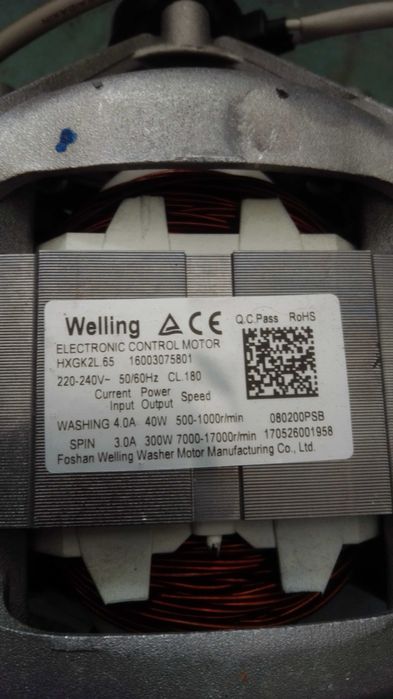 Welling CE Q.C.Pass RoHS
ELECTRONIC CONTROL MOTOR
HXGK2L.65 16003075801
220-240V~ 50/60Hz CL.180
Current Power Speed
Input Output
WASHING 4.0A 40W 500-1000r/min 080200PSB
SPIN 3.0A 300W 7000-17000r/min 170526001958
Foshan Welling Washer Motor Manufacturing Co., Ltd.